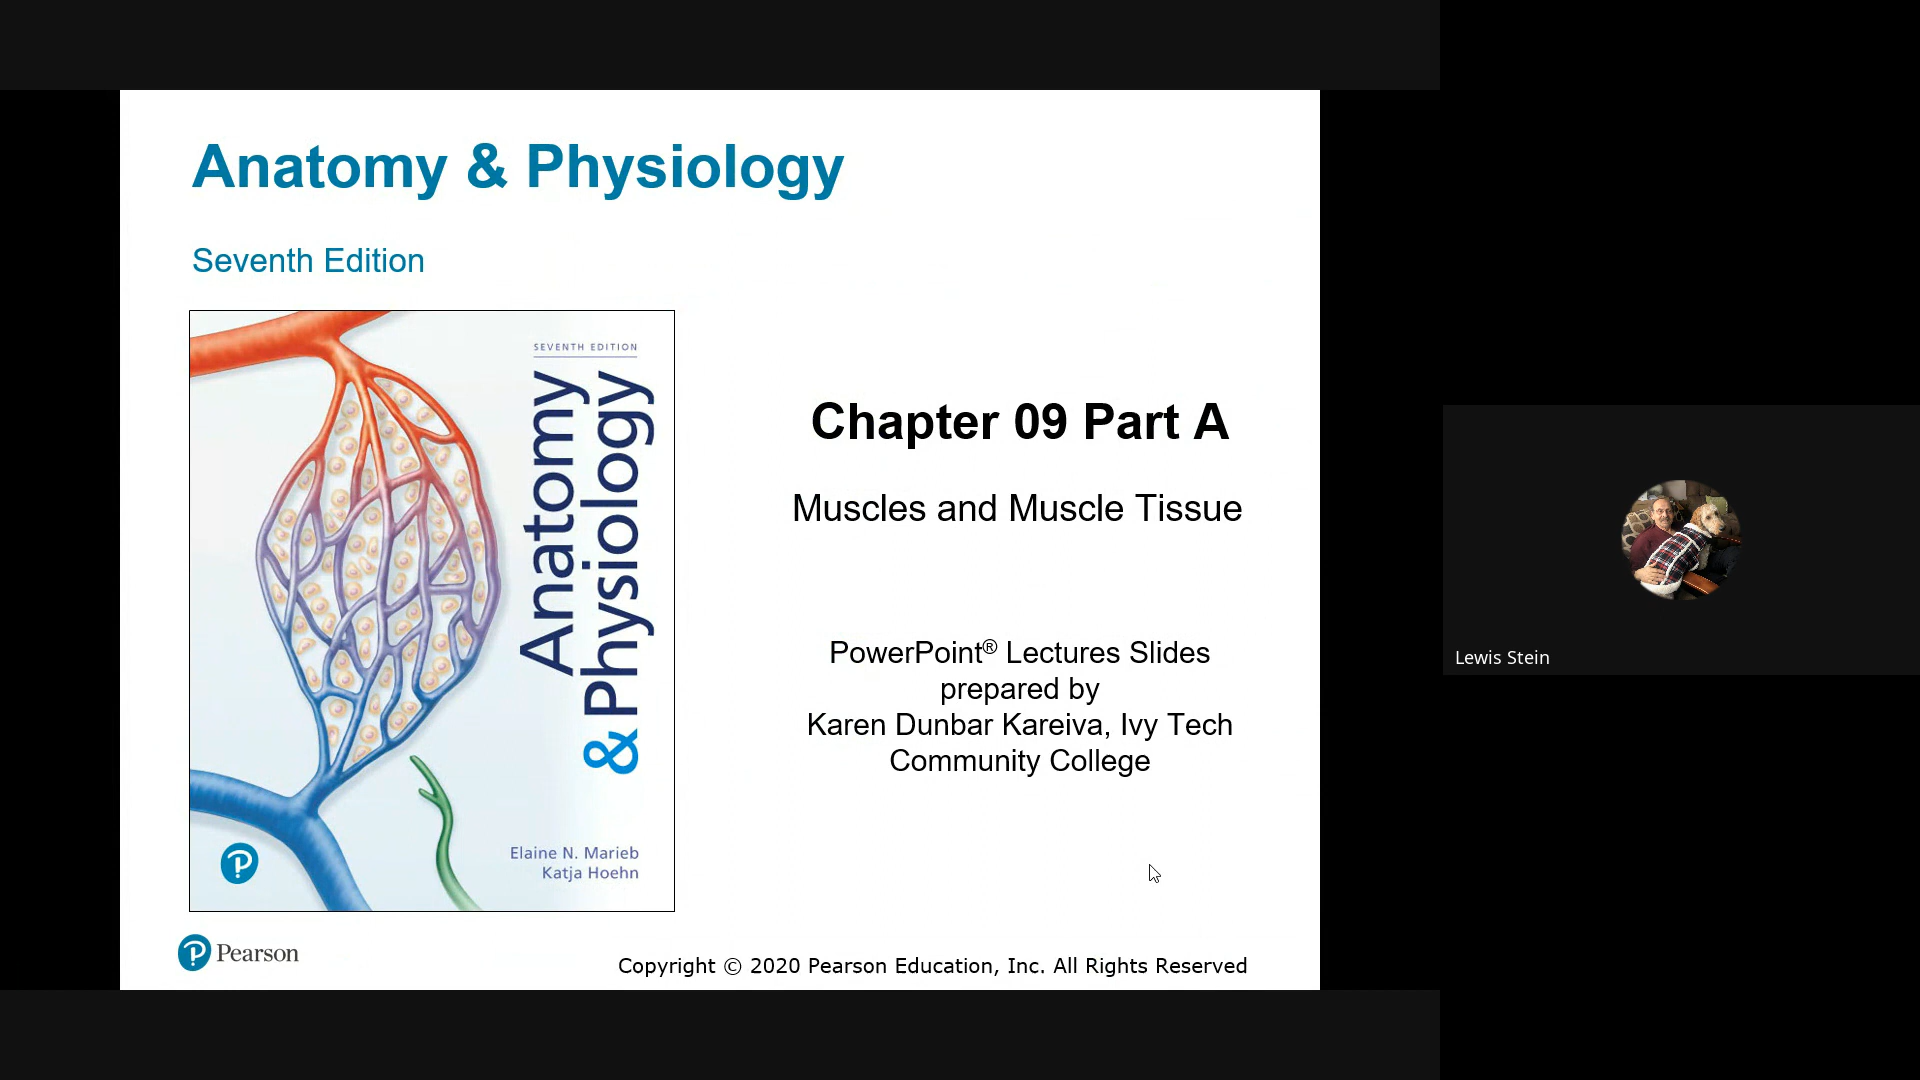 Anatomy & Physiology
Seventh Edition
SEVENTH EDITION
Anatomy
& Physiology
Elaine N. Marieb
Katja Hoehn
Chapter 09 Part A
Muscles and Muscle Tissue
PowerPoint® Lectures Slides
prepared by
Karen Dunbar Kareiva, Ivy Tech
Community College
Pearson
Copyright © 2020 Pearson Education, Inc. All Rights Reserved
Lewis Stein